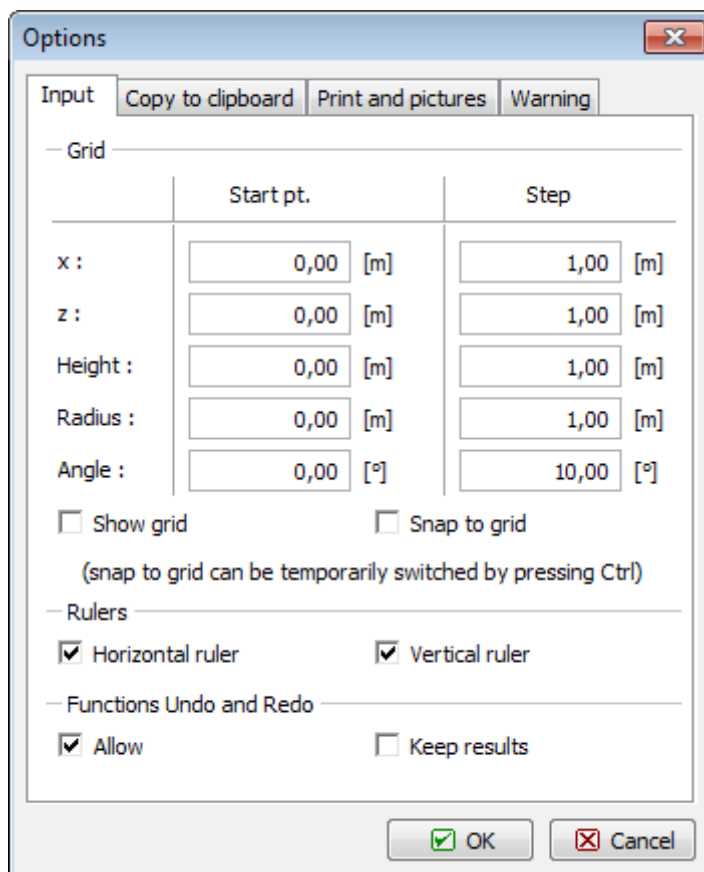 Options
Input Copy to clipboard Print and pictures Warning
Grid
Start pt. Step
x : 0,00 [m] 1,00 [m]
z : 0,00 [m] 1,00 [m]
Height : 0,00 [m] 1,00 [m]
Radius : 0,00 [m] 1,00 [m]
Angle : 0,00 [°] 10,00 [°]
Show grid Snap to grid
(snap to grid can be temporarily switched by pressing Ctrl)
Rulers
Horizontal ruler Vertical ruler
Functions Undo and Redo
Allow Keep results
OK Cancel